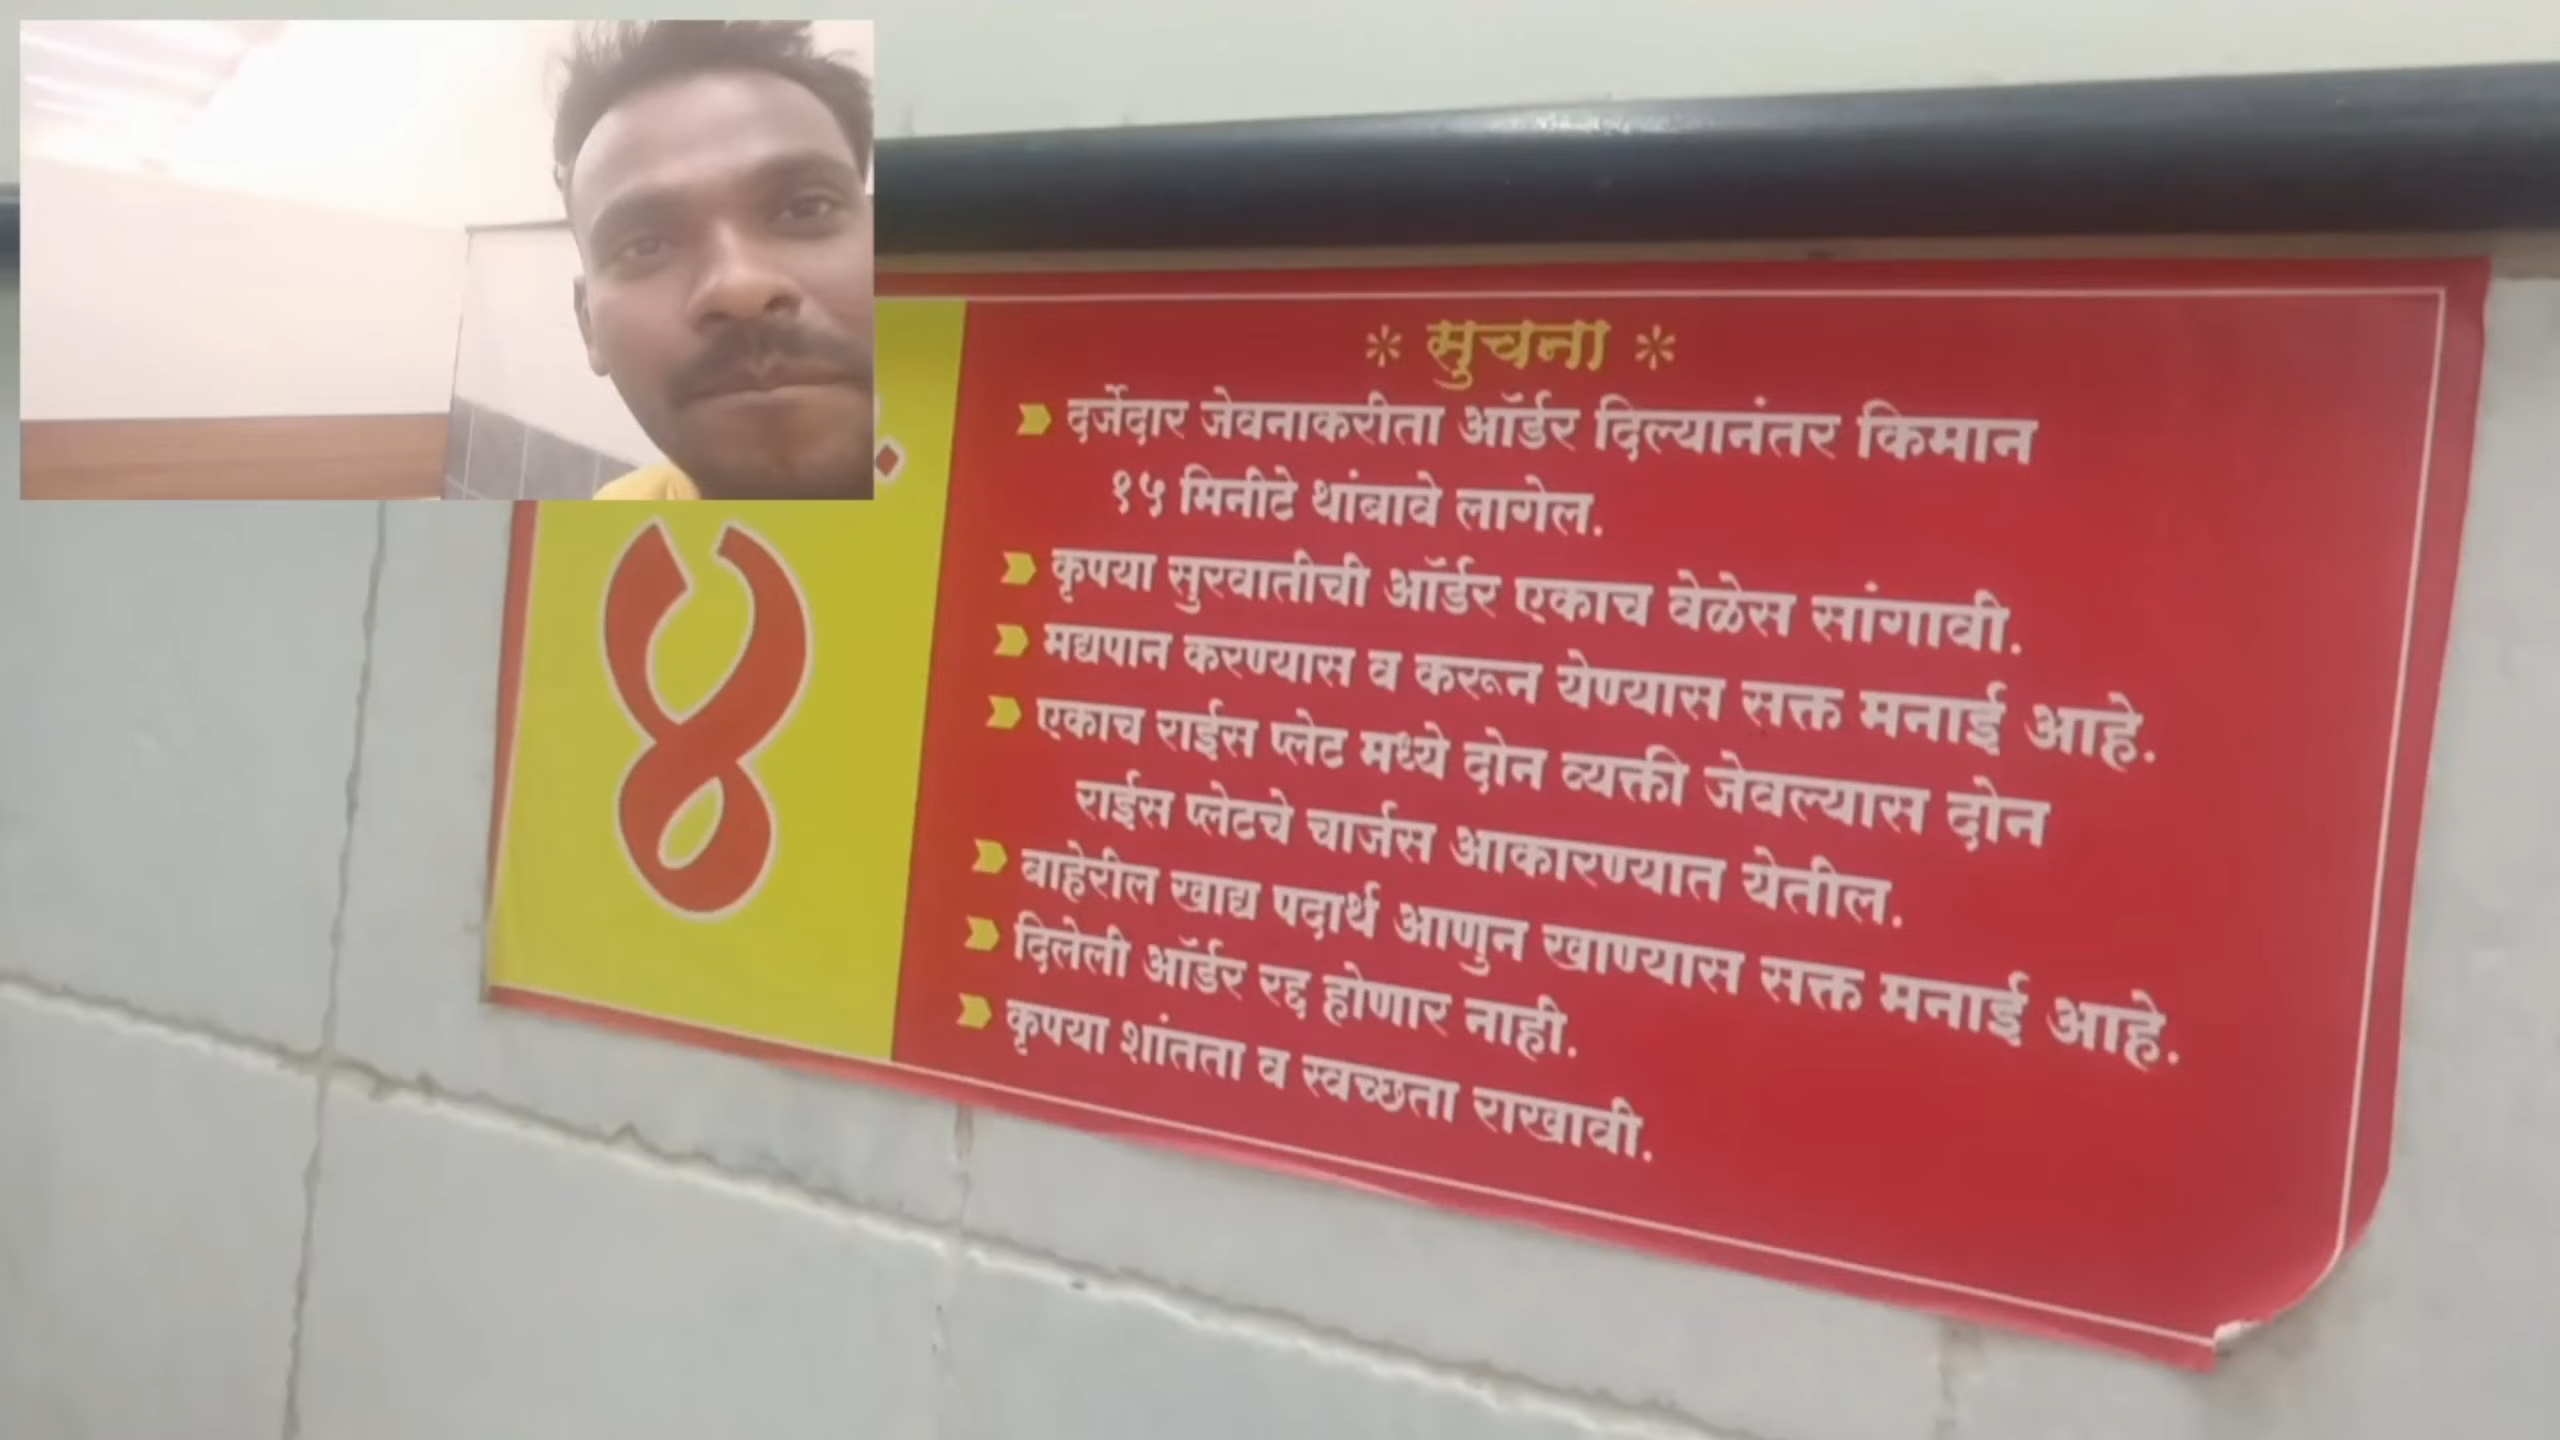 ४
* सुचना *
दर्जेदार जेवनाकरीता ऑर्डर दिल्यानंतर किमान
१५ मिनीटे थांबावे लागेल.
कृपया सुरवातीची ऑर्डर एकाच वेळेस सांगावी.
मद्यपान करण्यास व करून येण्यास सक्त मनाई आहे.
एकाच राईस प्लेट मध्ये दोन व्यक्ती जेवल्यास दोन
राईस प्लेटचे चार्जस आकारण्यात येतील.
बाहेरील खाद्य पदार्थ आणुन खाण्यास सक्त मनाई आहे.
दिलेली ऑर्डर रद्द होणार नाही.
कृपया शांतता व स्वच्छता राखावी.